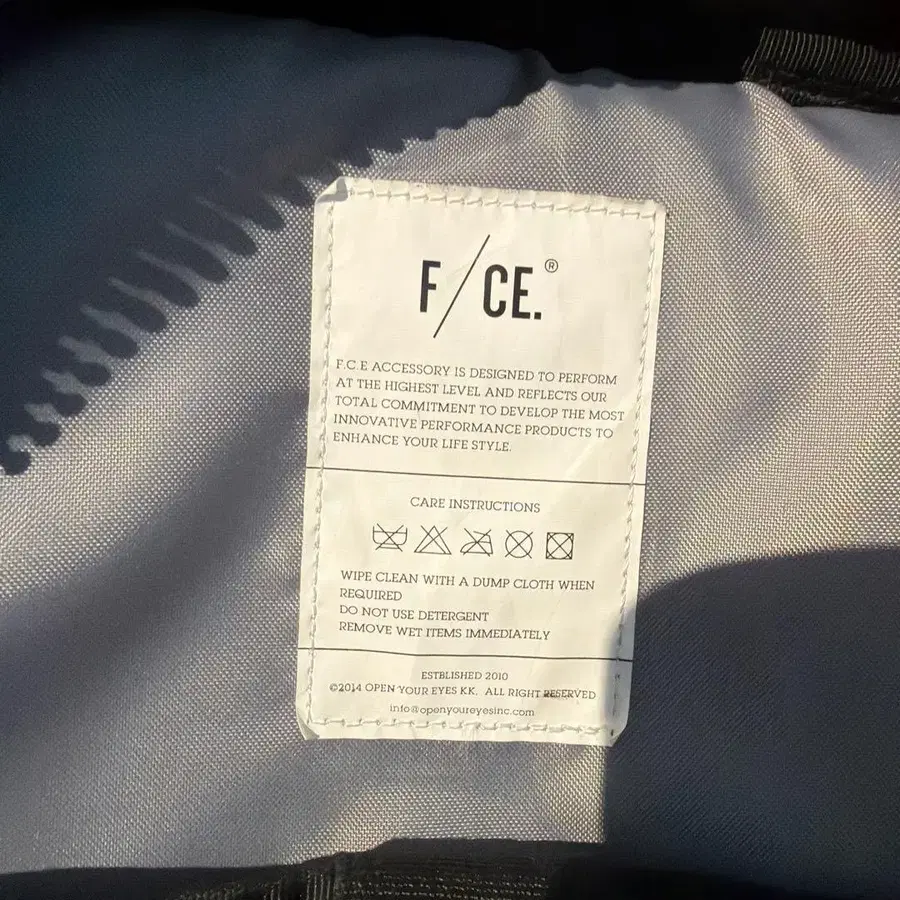 F/CE.®
F.C.E ACCESSORY IS DESIGNED TO PERFORM
AT THE HIGHEST LEVEL AND REFLECTS OUR
TOTAL COMMITMENT TO DEVELOP THE MOST
INNOVATIVE PERFORMANCE PRODUCTS TO
ENHANCE YOUR LIFE STYLE.
CARE INSTRUCTIONS
WIPE CLEAN WITH A DUMP CLOTH WHEN
REQUIRED
DO NOT USE DETERGENT
REMOVE WET ITEMS IMMEDIATELY
ESTBLISHED 2010
©2014 OPEN YOUR EYES KK, ALL RIGHT RESERVED
info@openyoureyesinc.com